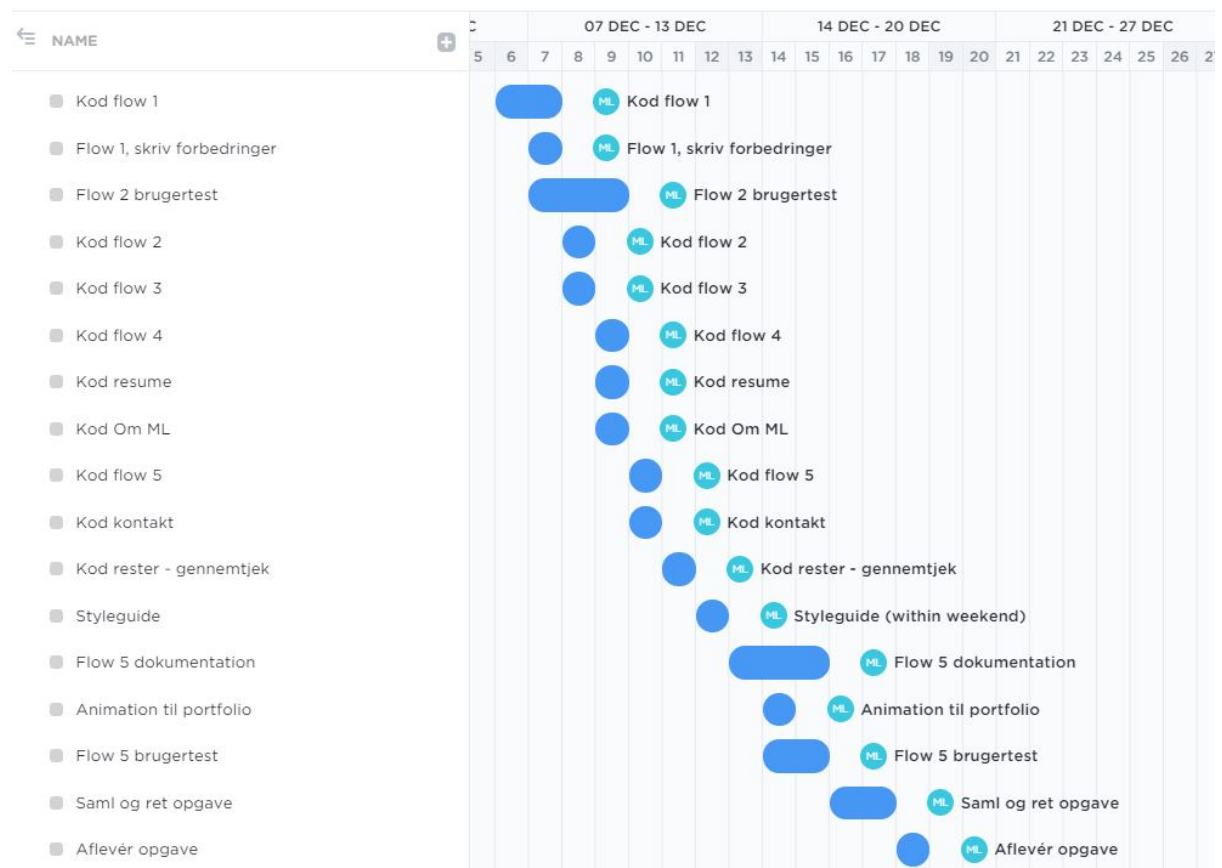 C 07 DEC - 13 DEC 14 DEC - 20 DEC 21 DEC - 27 DEC
NAME
5 6 7 8 9 10 11 12 13 14 15 16 17 18 19 20 21 22 23 24 25 26 27
Kod flow 1 ML Kod flow 1
Flow 1, skriv forbedringer ML Flow 1, skriv forbedringer
Flow 2 brugertest ML Flow 2 brugertest
Kod flow 2 ML Kod flow 2
Kod flow 3 ML Kod flow 3
Kod flow 4 ML Kod flow 4
Kod resume ML Kod resume
Kod Om ML ML Kod Om ML
Kod flow 5 ML Kod flow 5
Kod kontakt ML Kod kontakt
Kod rester - gennemtjek ML Kod rester - gennemtjek
Styleguide ML Styleguide (within weekend)
Flow 5 dokumentation ML Flow 5 dokumentation
Animation til portfolio ML Animation til portfolio
Flow 5 brugertest ML Flow 5 brugertest
Saml og ret opgave ML Saml og ret opgave
Aflevér opgave ML Aflevér opgave